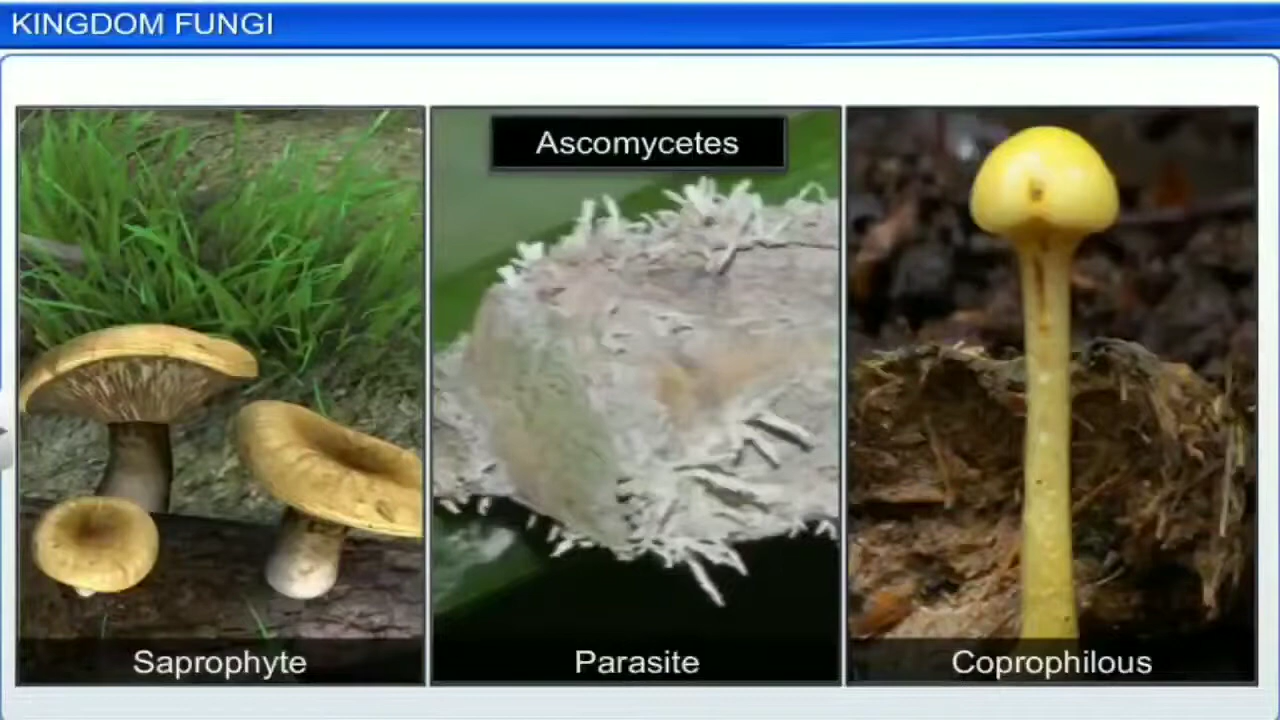 KINGDOM FUNGI
Ascomycetes
Saprophyte
Parasite
Coprophilous